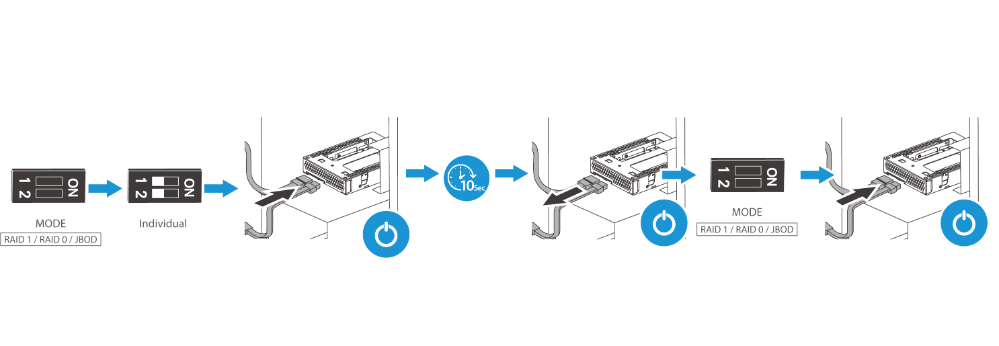 1 2 ON
MODE
RAID 1 / RAID 0 / JBOD
1 2 ON
Individual
10Sec
1 2 ON
MODE
RAID 1 / RAID 0 / JBOD